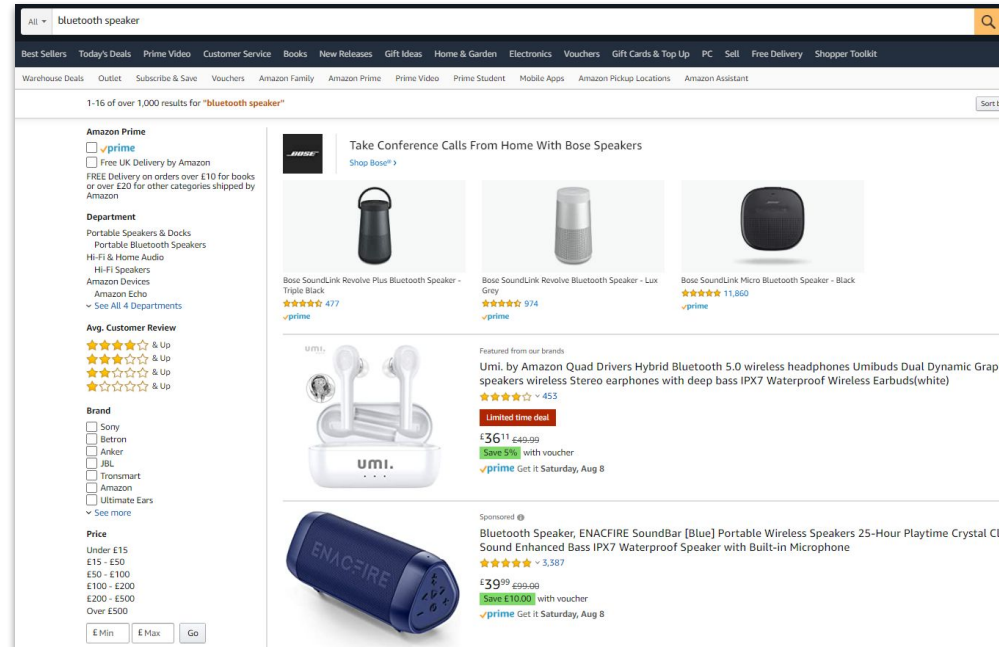 All
bluetooth speaker
Best Sellers Today's Deals Prime Video Customer Service Books New Releases Gift Ideas Home & Garden Electronics Vouchers Gift Cards & Top Up PC Sell Free Delivery Shopper Toolkit
Warehouse Deals Outlet Subscribe & Save Vouchers Amazon Family Amazon Prime Prime Video Prime Student Mobile Apps Amazon Pickup Locations Amazon Assistant
1-16 of over 1,000 results for "bluetooth speaker"
Sort
Amazon Prime
prime
Free UK Delivery by Amazon
FREE Delivery on orders over £10 for books
or over £20 for other categories shipped by
Amazon
Department
Portable Speakers & Docks
Portable Bluetooth Speakers
Hi-Fi & Home Audio
Hi-Fi Speakers
Amazon Devices
Amazon Echo
See All 4 Departments
Avg. Customer Review
& Up
& Up
& Up
& Up
Brand
Sony
Betron
Anker
JBL
Tronsmart
Amazon
Ultimate Ears
See more
Price
Under £15
£15 - £50
£50 - £100
£100 - £200
£200 - £500
Over £500
£ Min
£ Max
Go
BOSE
Take Conference Calls From Home With Bose Speakers
Shop Bose® ›
Bose SoundLink Revolve Plus Bluetooth Speaker -
Triple Black
477
prime
Bose SoundLink Revolve Bluetooth Speaker - Lux
Grey
974
prime
Bose SoundLink Micro Bluetooth Speaker - Black
11,860
prime
umi.
umi.
Featured from our brands
Umi. by Amazon Quad Drivers Hybrid Bluetooth 5.0 wireless headphones Umibuds Dual Dynamic Grap
speakers wireless Stereo earphones with deep bass IPX7 Waterproof Wireless Earbuds(white)
453
Limited time deal
£3611 £49.99
Save 5% with voucher
prime Get it Saturday, Aug 8
ENACFIRE
Sponsored
Bluetooth Speaker, ENACFIRE SoundBar [Blue] Portable Wireless Speakers 25-Hour Playtime Crystal Cl
Sound Enhanced Bass IPX7 Waterproof Speaker with Built-in Microphone
3,387
£3999 £99.00
Save £10.00 with voucher
prime Get it Saturday, Aug 8